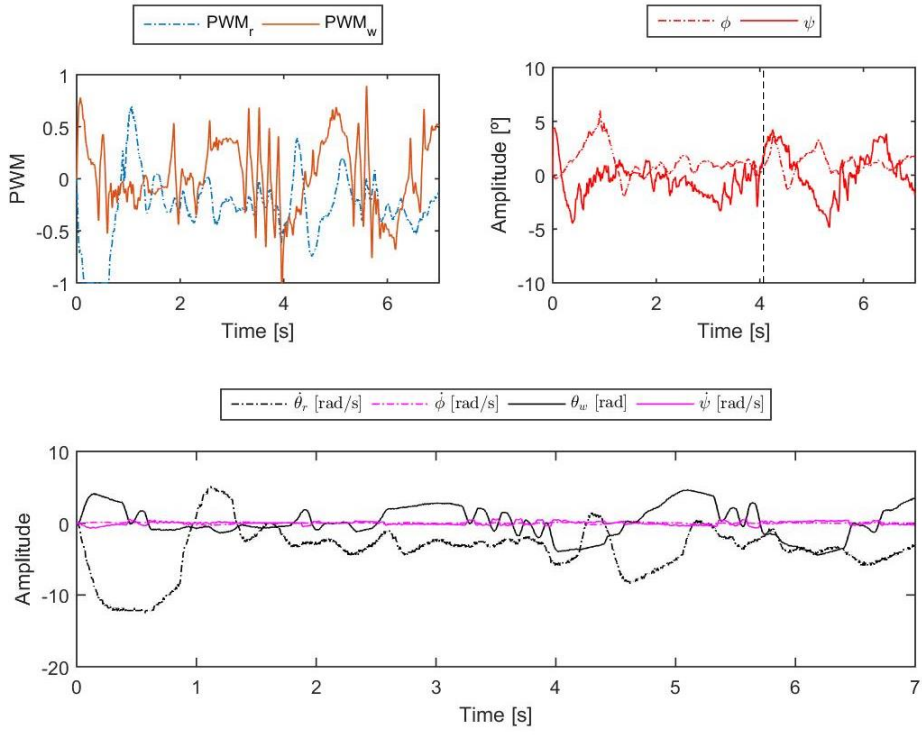 PWM_r PWM_w
ϕ ψ
1
0.5
0
-0.5
-1
PWM
0 2 4 6
Time [s]
10
5
0
-5
-10
Amplitude [º]
0 2 4 6
Time [s]
θ̇_r [rad/s] ϕ̇ [rad/s] θ_w [rad] ψ̇ [rad/s]
10
0
-10
-20
Amplitude
0 1 2 3 4 5 6 7
Time [s]